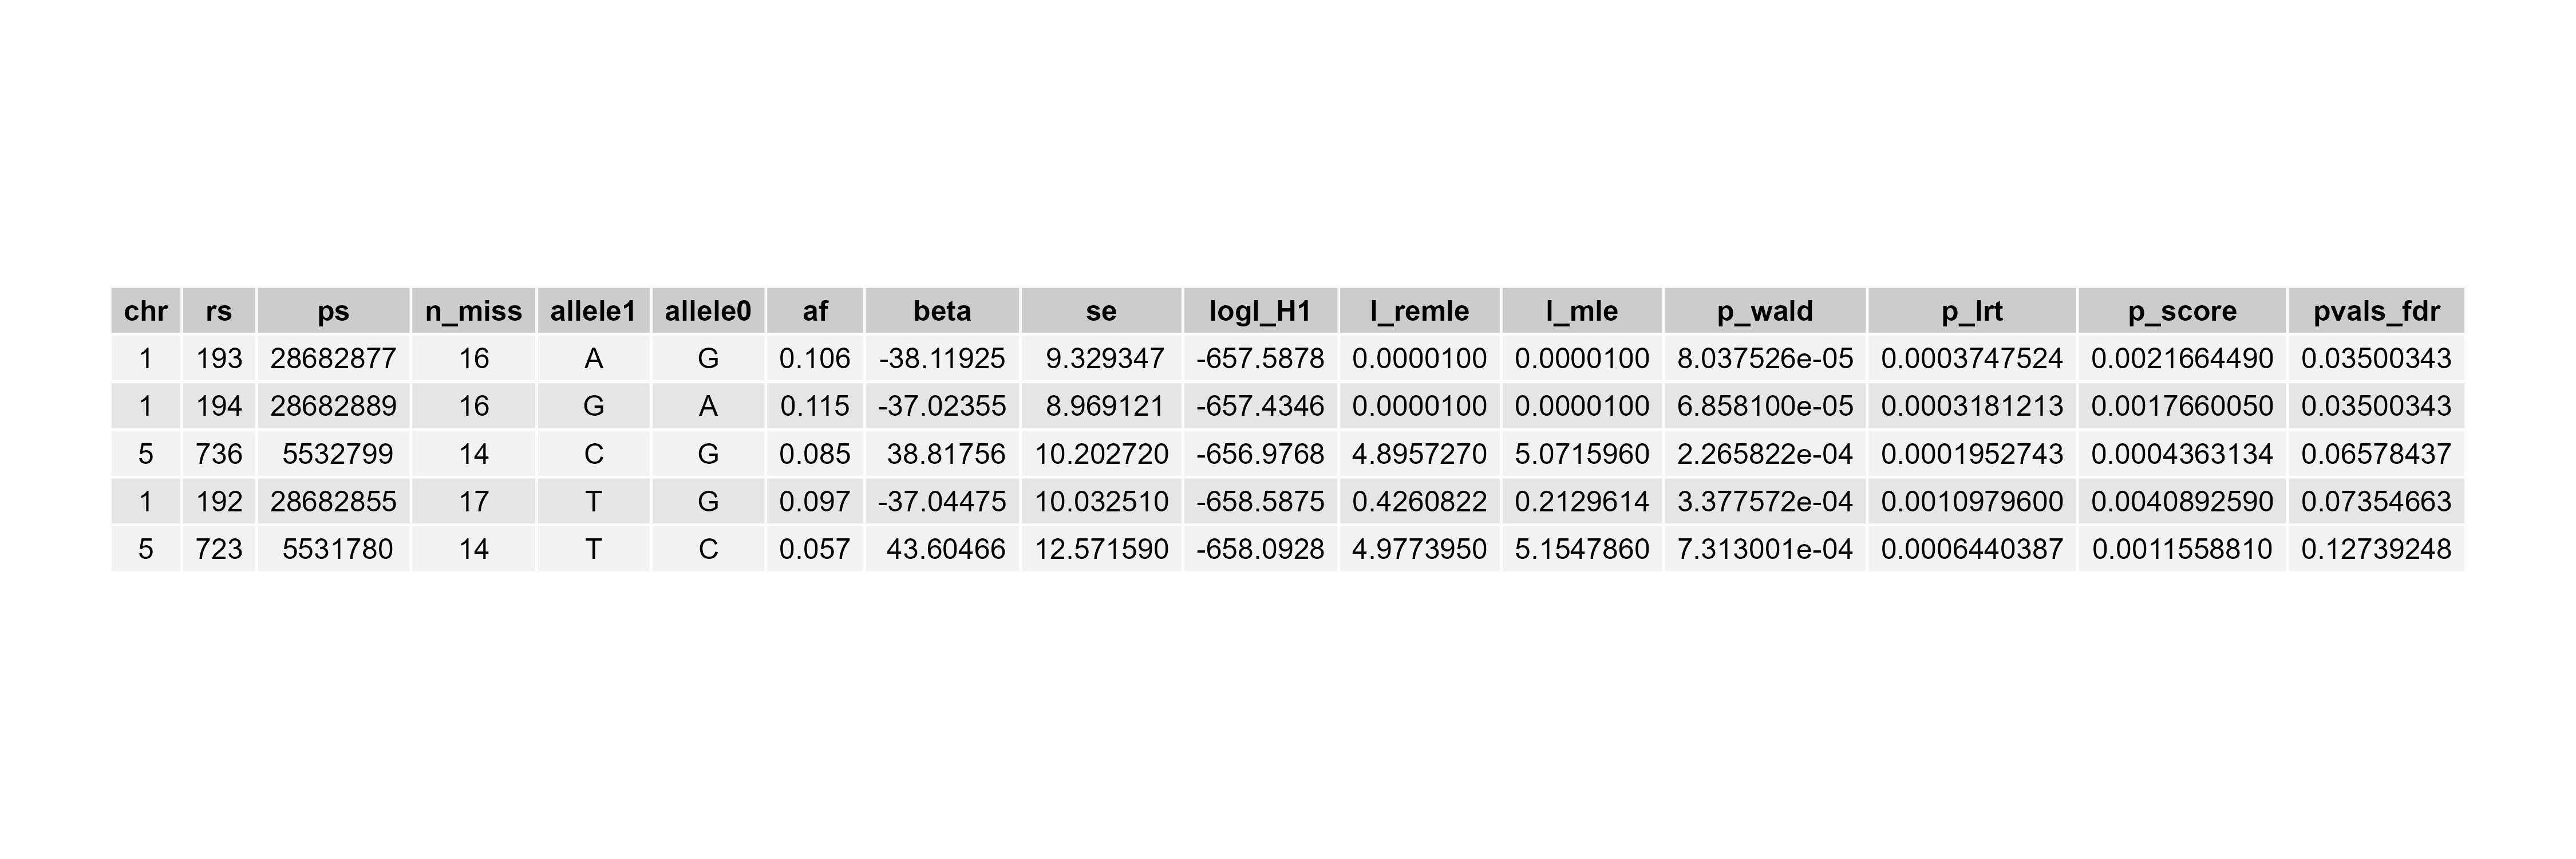 chr rs ps n_miss allele1 allele0 af beta se logl_H1 l_remle l_mle p_wald p_lrt p_score pvals_fdr
1 193 28682877 16 A G 0.106 -38.11925 9.329347 -657.5878 0.0000100 0.0000100 8.037526e-05 0.0003747524 0.0021664490 0.03500343
1 194 28682889 16 G A 0.115 -37.02355 8.969121 -657.4346 0.0000100 0.0000100 6.858100e-05 0.0003181213 0.0017660050 0.03500343
5 736 5532799 14 C G 0.085 38.81756 10.202720 -656.9768 4.8957270 5.0715960 2.265822e-04 0.0001952743 0.0004363134 0.06578437
1 192 28682855 17 T G 0.097 -37.04475 10.032510 -658.5875 0.4260822 0.2129614 3.377572e-04 0.0010979600 0.0040892590 0.07354663
5 723 5531780 14 T C 0.057 43.60466 12.571590 -658.0928 4.9773950 5.1547860 7.313001e-04 0.0006440387 0.0011558810 0.12739248